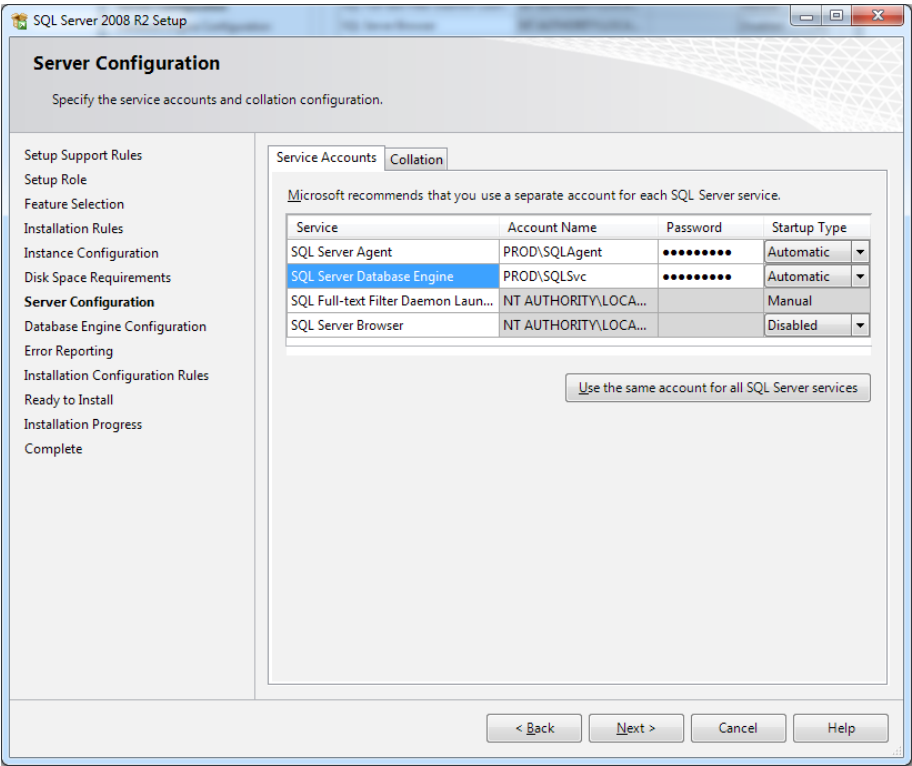 SQL Server 2008 R2 Setup
Server Configuration
Specify the service accounts and collation configuration.
Setup Support Rules
Setup Role
Feature Selection
Installation Rules
Instance Configuration
Disk Space Requirements
Server Configuration
Database Engine Configuration
Error Reporting
Installation Configuration Rules
Ready to Install
Installation Progress
Complete
Service Accounts Collation
Microsoft recommends that you use a separate account for each SQL Server service.
Service Account Name Password Startup Type
SQL Server Agent PROD\SQLAgent ●●●●●●●●● Automatic
SQL Server Database Engine PROD\SQLSvc ●●●●●●●●● Automatic
SQL Full-text Filter Daemon Laun... NT AUTHORITY\LOCA... Manual
SQL Server Browser NT AUTHORITY\LOCA... Disabled
Use the same account for all SQL Server services
< Back Next > Cancel Help